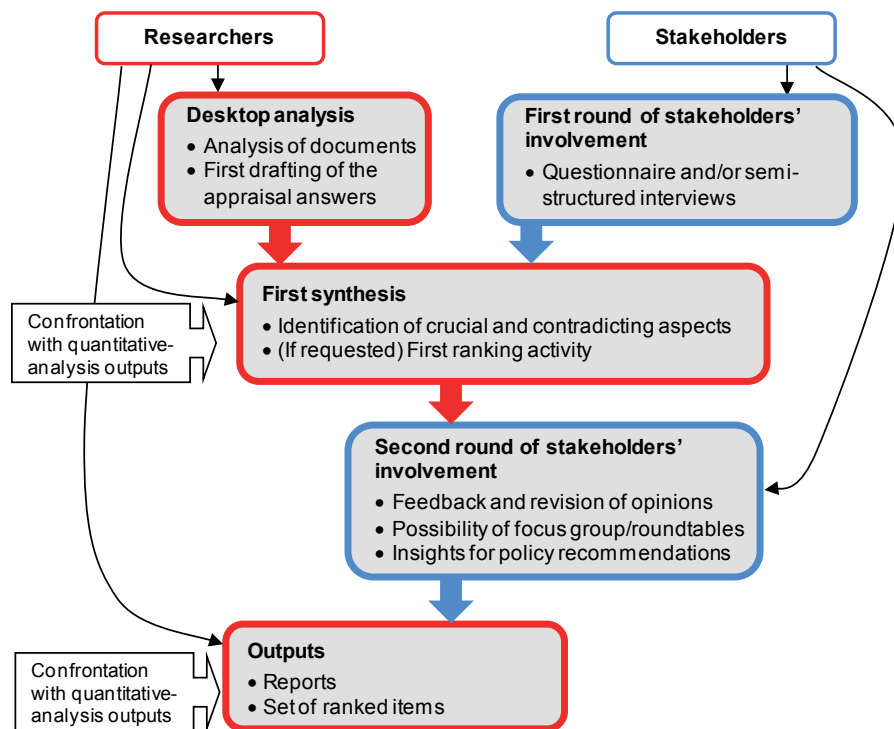 Researchers
Stakeholders
Desktop analysis
• Analysis of documents
• First drafting of the
appraisal answers
First round of stakeholders’
involvement
• Questionnaire and/or semi-
structured interviews
First synthesis
• Identification of crucial and contradicting aspects
• (If requested) First ranking activity
Confrontation
with quantitative-
analysis outputs
Second round of stakeholders’
involvement
• Feedback and revision of opinions
• Possibility of focus group/roundtables
• Insights for policy recommendations
Outputs
• Reports
• Set of ranked items
Confrontation
with quantitative-
analysis outputs